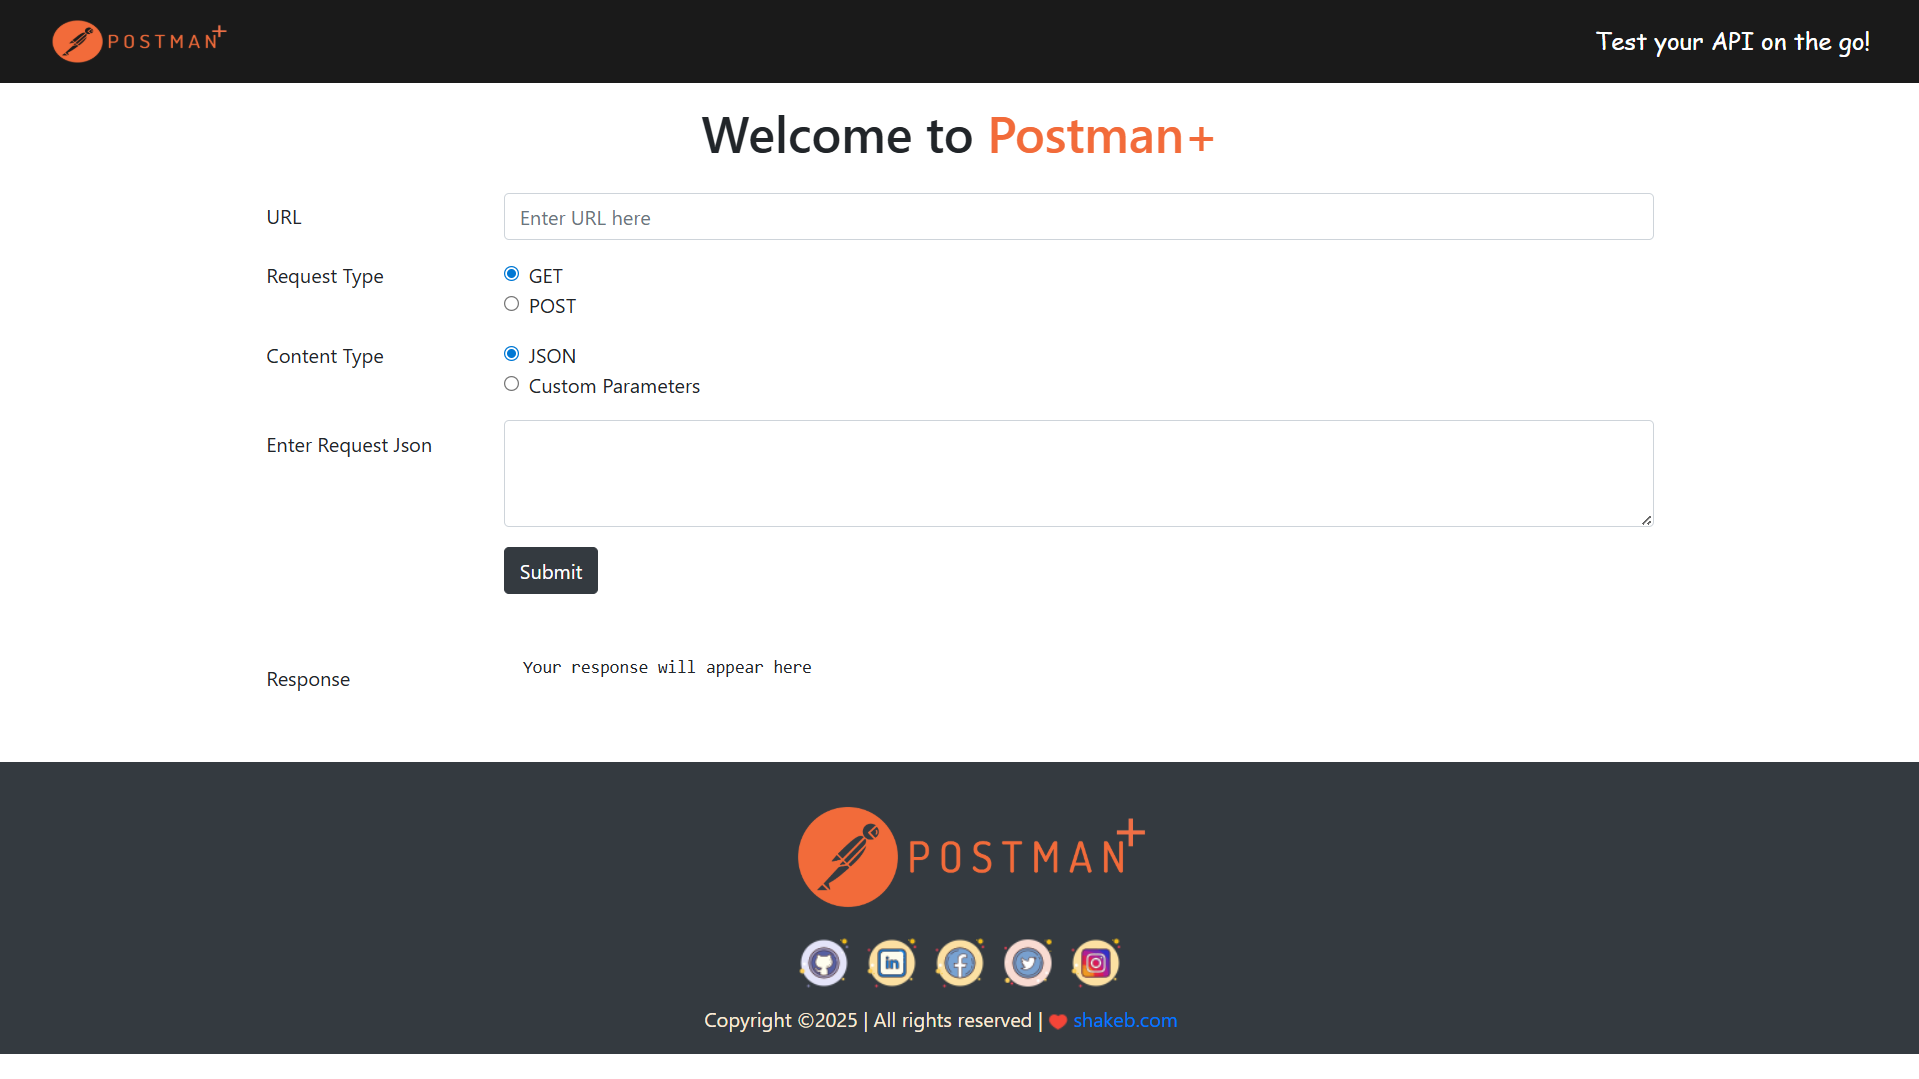 POSTMAN+
Test your API on the go!
Welcome to Postman+
URL
Enter URL here
Request Type
GET
POST
Content Type
JSON
Custom Parameters
Enter Request Json
Submit
Response
Your response will appear here
POSTMAN+
in
f
Copyright ©2025 | All rights reserved | ❤ shakeb.com